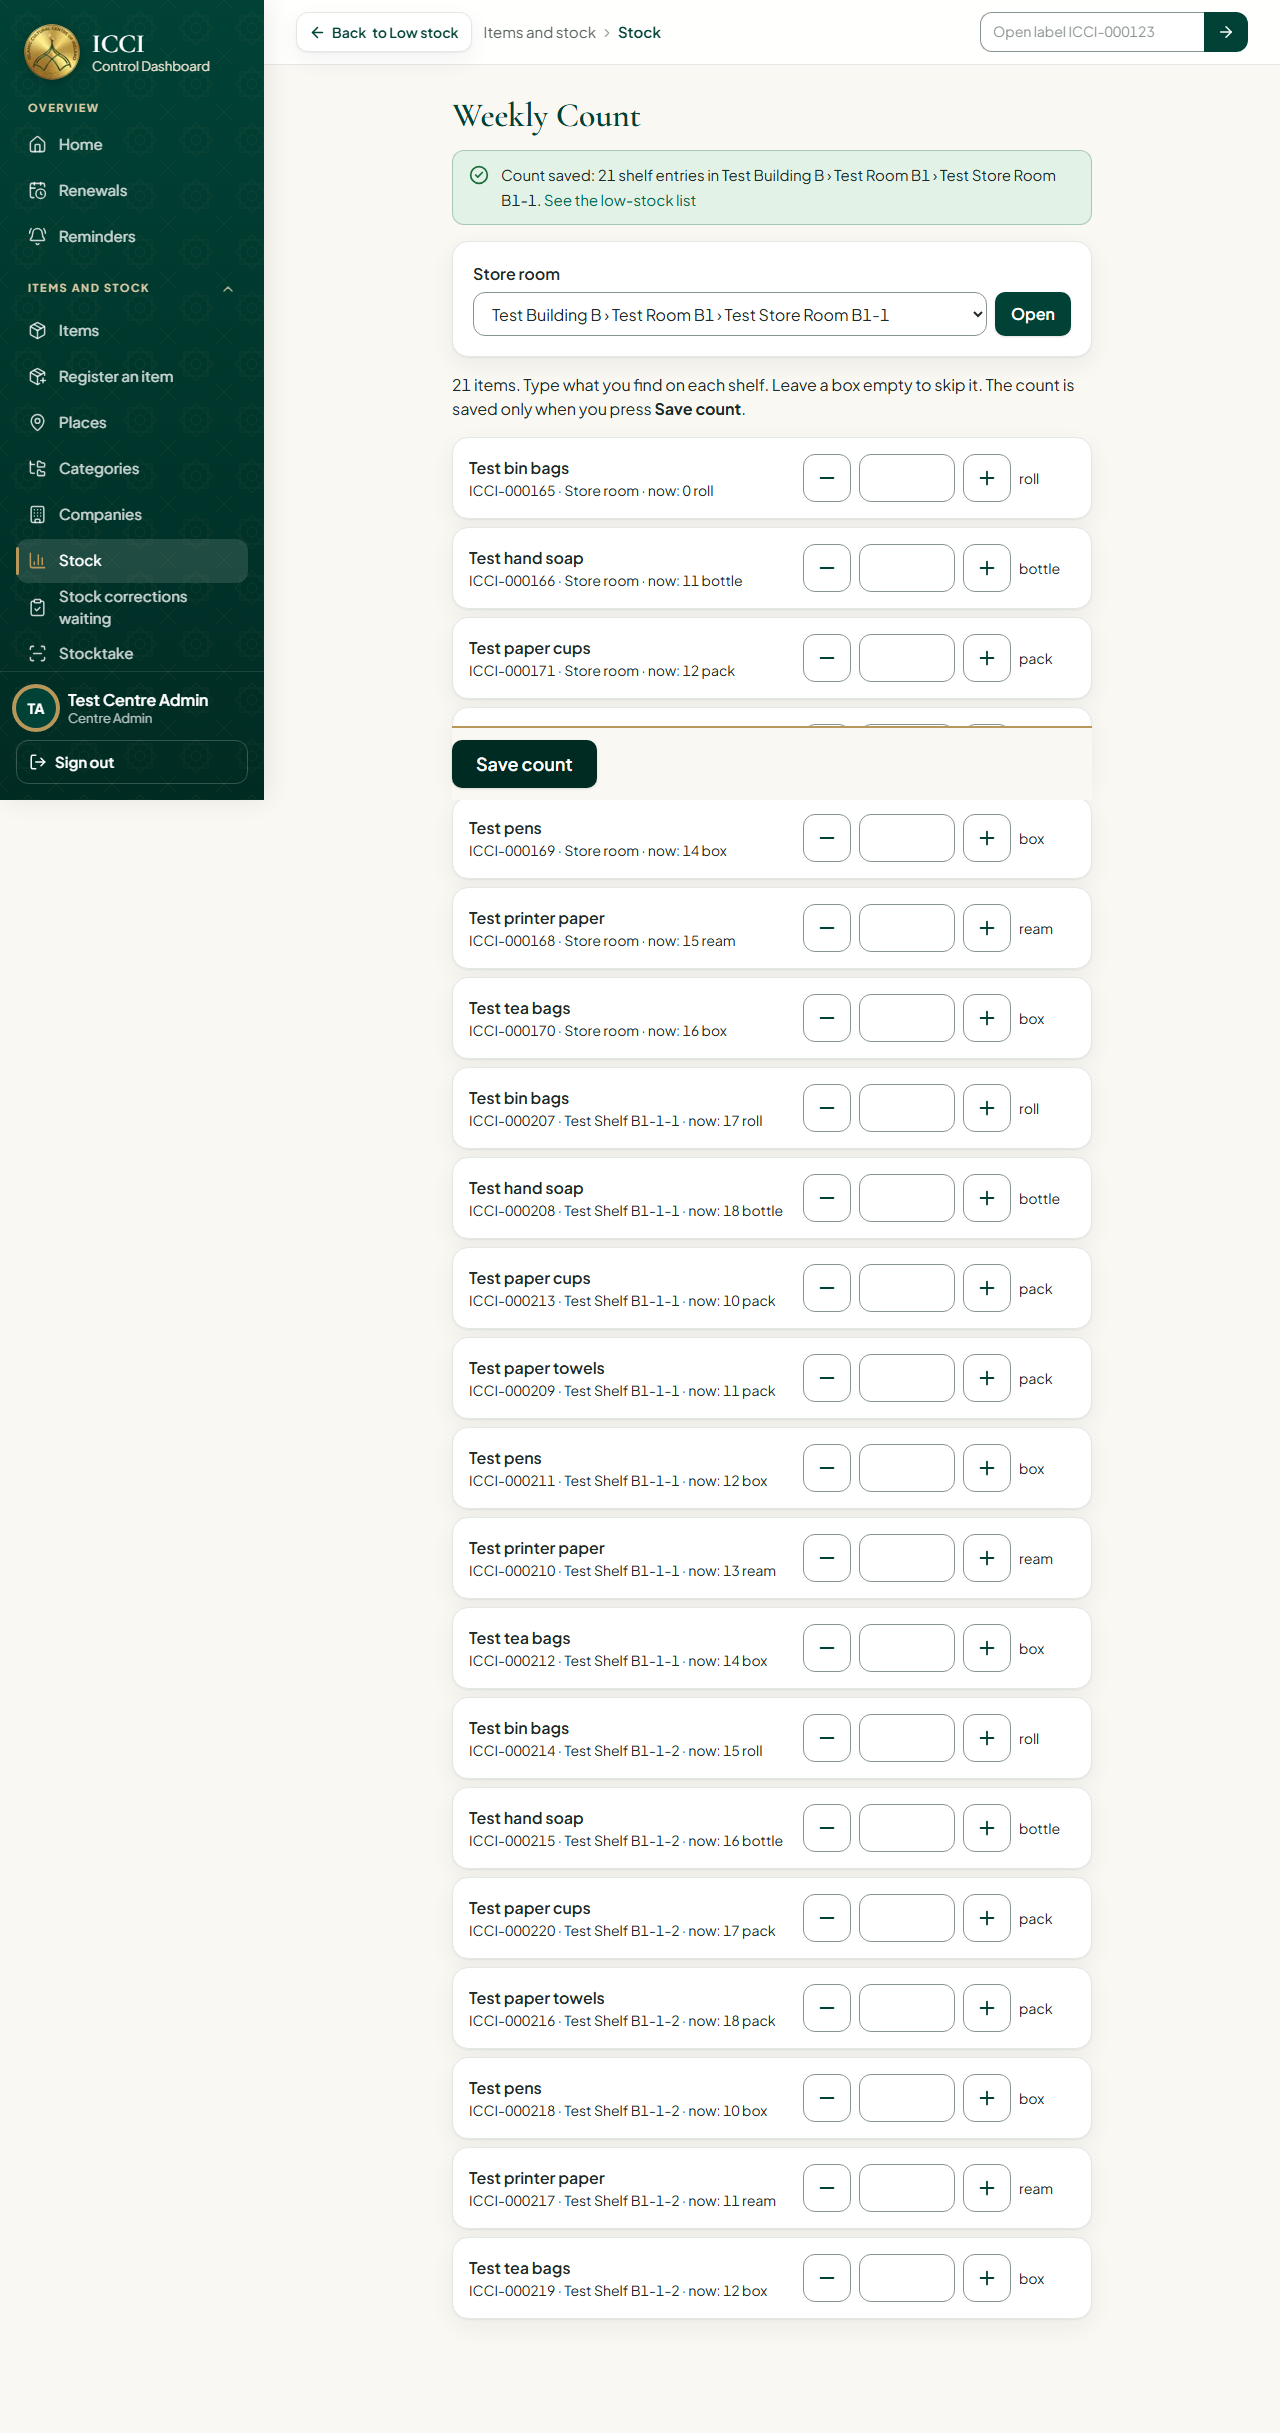 ICCI
Control Dashboard
OVERVIEW
Home
Renewals
Reminders
ITEMS AND STOCK
Items
Register an item
Places
Categories
Companies
Stock
Stock corrections
waiting
Stocktake
TA
Test Centre Admin
Centre Admin
Sign out
Back to Low stock
Items and stock › Stock
Open label ICCI-000123
Weekly Count
Count saved: 21 shelf entries in Test Building B › Test Room B1 › Test Store Room
B1-1. See the low-stock list
Store room
Test Building B › Test Room B1 › Test Store Room B1-1
Open
21 items. Type what you find on each shelf. Leave a box empty to skip it. The count is
saved only when you press Save count.
Test bin bags
ICCI-000165 · Store room · now: 0 roll
− + roll
Test hand soap
ICCI-000166 · Store room · now: 11 bottle
− + bottle
Test paper cups
ICCI-000171 · Store room · now: 12 pack
− + pack
Save count
Test pens
ICCI-000169 · Store room · now: 14 box
− + box
Test printer paper
ICCI-000168 · Store room · now: 15 ream
− + ream
Test tea bags
ICCI-000170 · Store room · now: 16 box
− + box
Test bin bags
ICCI-000207 · Test Shelf B1-1-1 · now: 17 roll
− + roll
Test hand soap
ICCI-000208 · Test Shelf B1-1-1 · now: 18 bottle
− + bottle
Test paper cups
ICCI-000213 · Test Shelf B1-1-1 · now: 10 pack
− + pack
Test paper towels
ICCI-000209 · Test Shelf B1-1-1 · now: 11 pack
− + pack
Test pens
ICCI-000211 · Test Shelf B1-1-1 · now: 12 box
− + box
Test printer paper
ICCI-000210 · Test Shelf B1-1-1 · now: 13 ream
− + ream
Test tea bags
ICCI-000212 · Test Shelf B1-1-1 · now: 14 box
− + box
Test bin bags
ICCI-000214 · Test Shelf B1-1-2 · now: 15 roll
− + roll
Test hand soap
ICCI-000215 · Test Shelf B1-1-2 · now: 16 bottle
− + bottle
Test paper cups
ICCI-000220 · Test Shelf B1-1-2 · now: 17 pack
− + pack
Test paper towels
ICCI-000216 · Test Shelf B1-1-2 · now: 18 pack
− + pack
Test pens
ICCI-000218 · Test Shelf B1-1-2 · now: 10 box
− + box
Test printer paper
ICCI-000217 · Test Shelf B1-1-2 · now: 11 ream
− + ream
Test tea bags
ICCI-000219 · Test Shelf B1-1-2 · now: 12 box
− + box